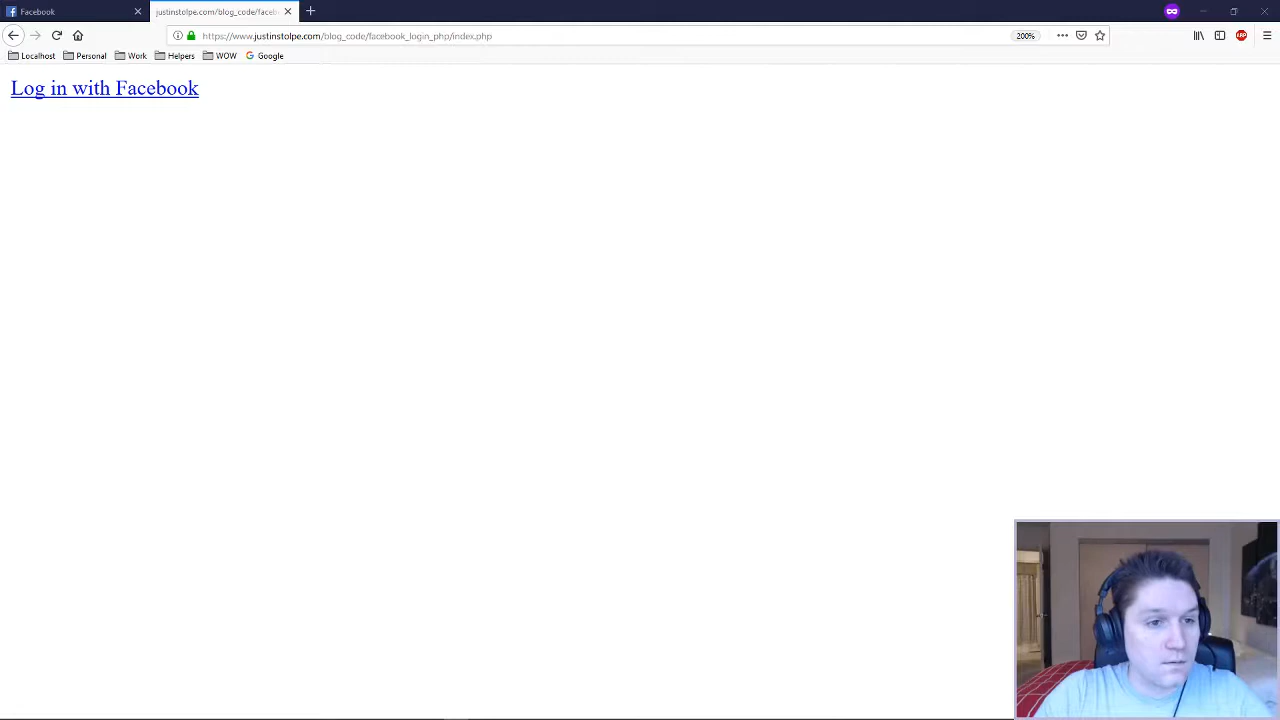 Facebook
justinstolpe.com/blog_code/faceb
https://www.justinstolpe.com/blog_code/facebook_login_php/index.php
200%
Localhost
Personal
Work
Helpers
WOW
Google
Log in with Facebook